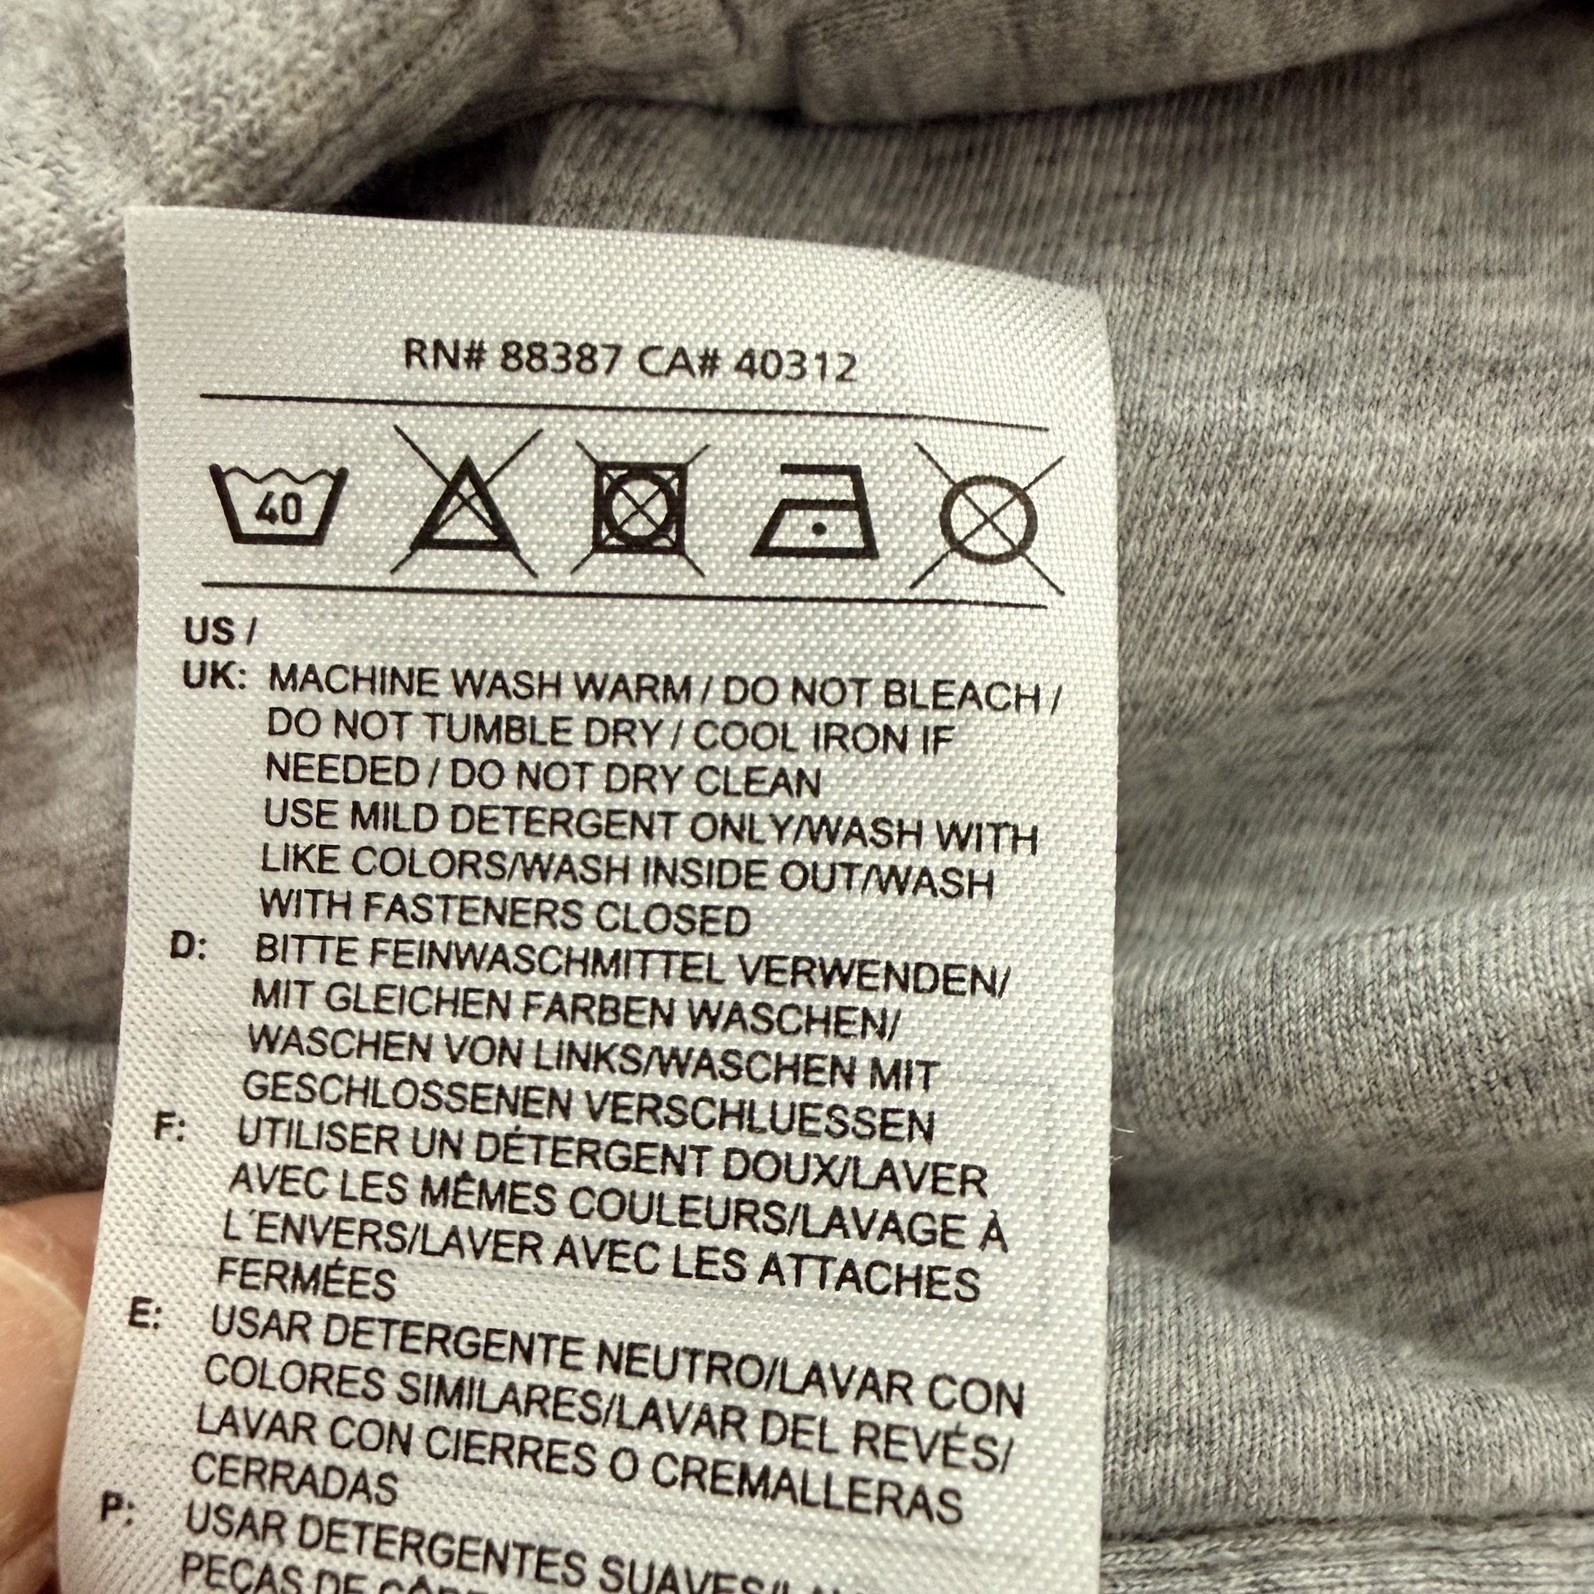 RN# 88387 CA# 40312
40
US /
UK: MACHINE WASH WARM / DO NOT BLEACH /
DO NOT TUMBLE DRY / COOL IRON IF
NEEDED / DO NOT DRY CLEAN
USE MILD DETERGENT ONLY/WASH WITH
LIKE COLORS/WASH INSIDE OUT/WASH
WITH FASTENERS CLOSED
D: BITTE FEINWASCHMITTEL VERWENDEN/
MIT GLEICHEN FARBEN WASCHEN/
WASCHEN VON LINKS/WASCHEN MIT
GESCHLOSSENEN VERSCHLUESSEN
F: UTILISER UN DÉTERGENT DOUX/LAVER
AVEC LES MÊMES COULEURS/LAVAGE À
L´ENVERS/LAVER AVEC LES ATTACHES
FERMÉES
E: USAR DETERGENTE NEUTRO/LAVAR CON
COLORES SIMILARES/LAVAR DEL REVÉS/
LAVAR CON CIERRES O CREMALLERAS
CERRADAS
P: USAR DETERGENTES SUAVES/
PEÇAS DE